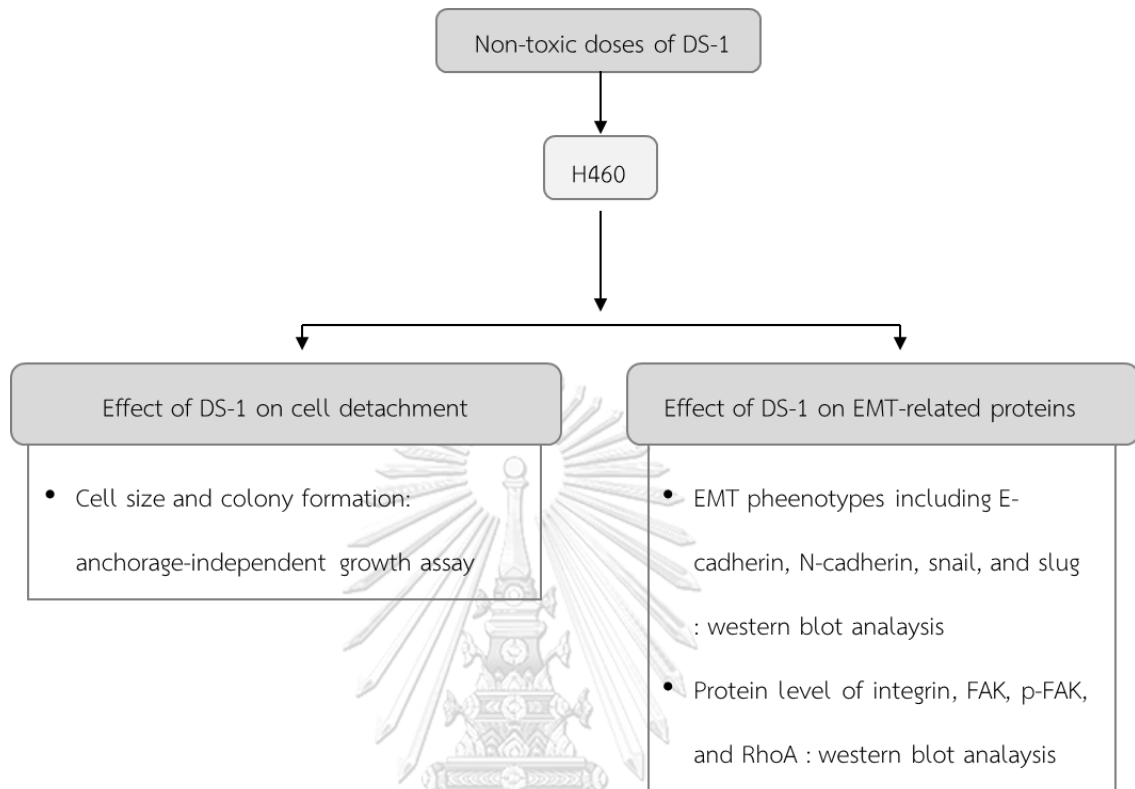 Non-toxic doses of DS-1
H460
Effect of DS-1 on cell detachment
• Cell size and colony formation:
anchorage-independent growth assay
Effect of DS-1 on EMT-related proteins
• EMT pheenotypes including E-
cadherin, N-cadherin, snail, and slug
: western blot analaysis
• Protein level of integrin, FAK, p-FAK,
and RhoA : western blot analaysis